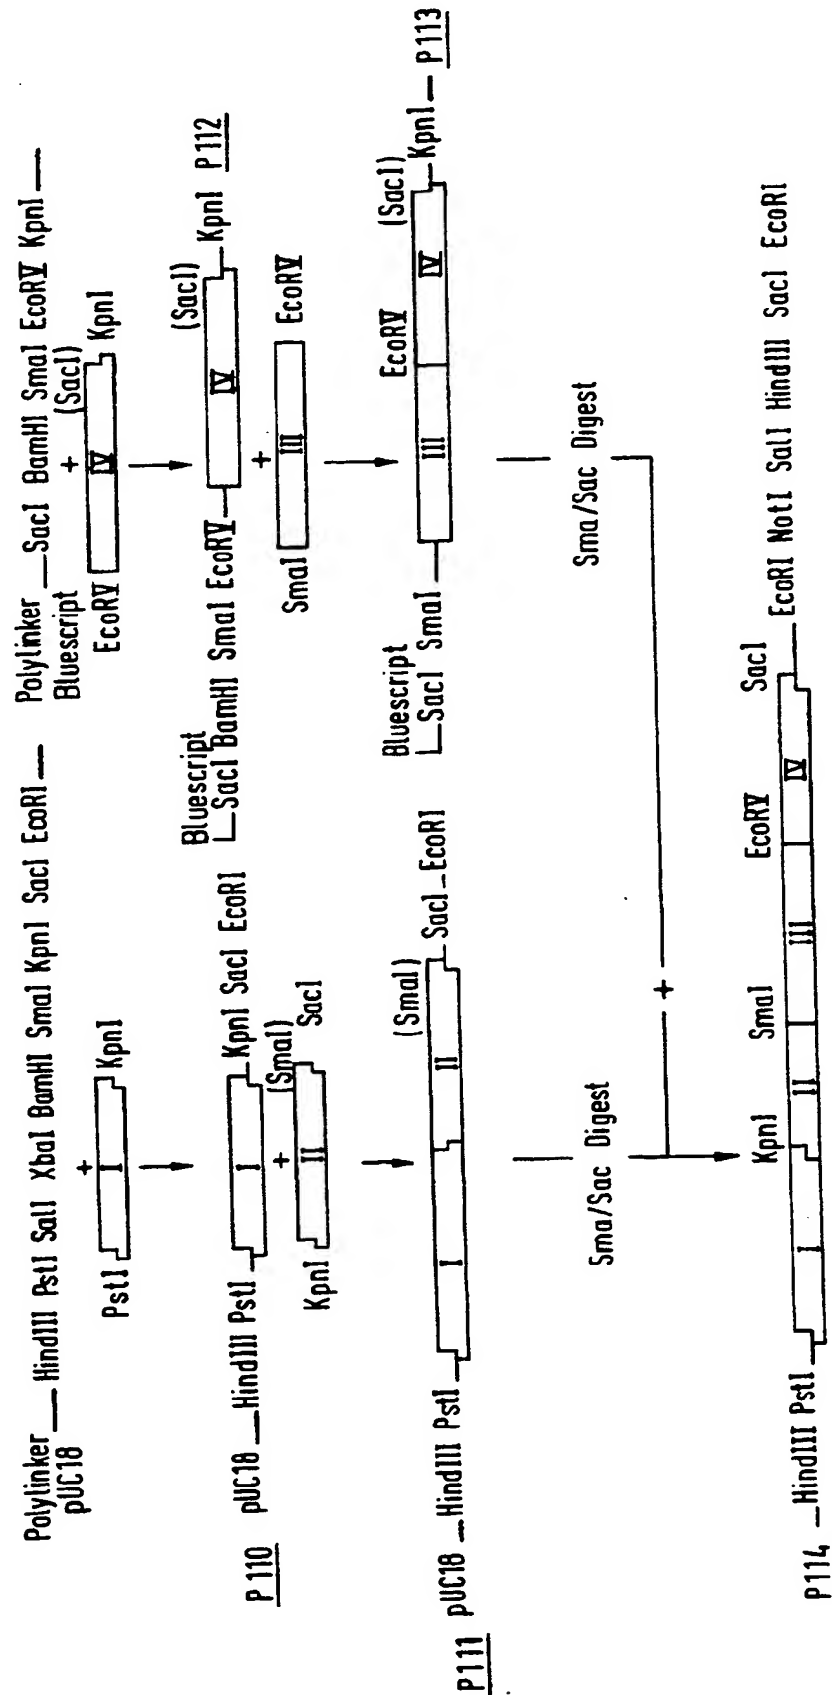 Polylinker HindIII PstI SalI XbaI BamHI SmaI KpnI SacI EcoRI
pUC18
+
PstI I KpnI
Polylinker SacI BamHI SmaI EcoRV KpnI
Bluescript
+ (SacI)
EcoRV IV KpnI
P110 pUC18 HindIII PstI I KpnI SacI EcoRI
+ (SmaI)
KpnI II SacI
Bluescript
SacI BamHI SmaI EcoRV IV (SacI) KpnI P112
+
SmaI III EcoRV
P111 pUC18 HindIII PstI I II (SmaI) SacI EcoRI
Bluescript
SacI SmaI III EcoRV IV (SacI) KpnI P113
Sma/Sac Digest
+
Sma/Sac Digest
KpnI SmaI EcoRV SacI
P114 HindIII PstI I II III IV EcoRI NotI SalI HindIII SacI EcoRI